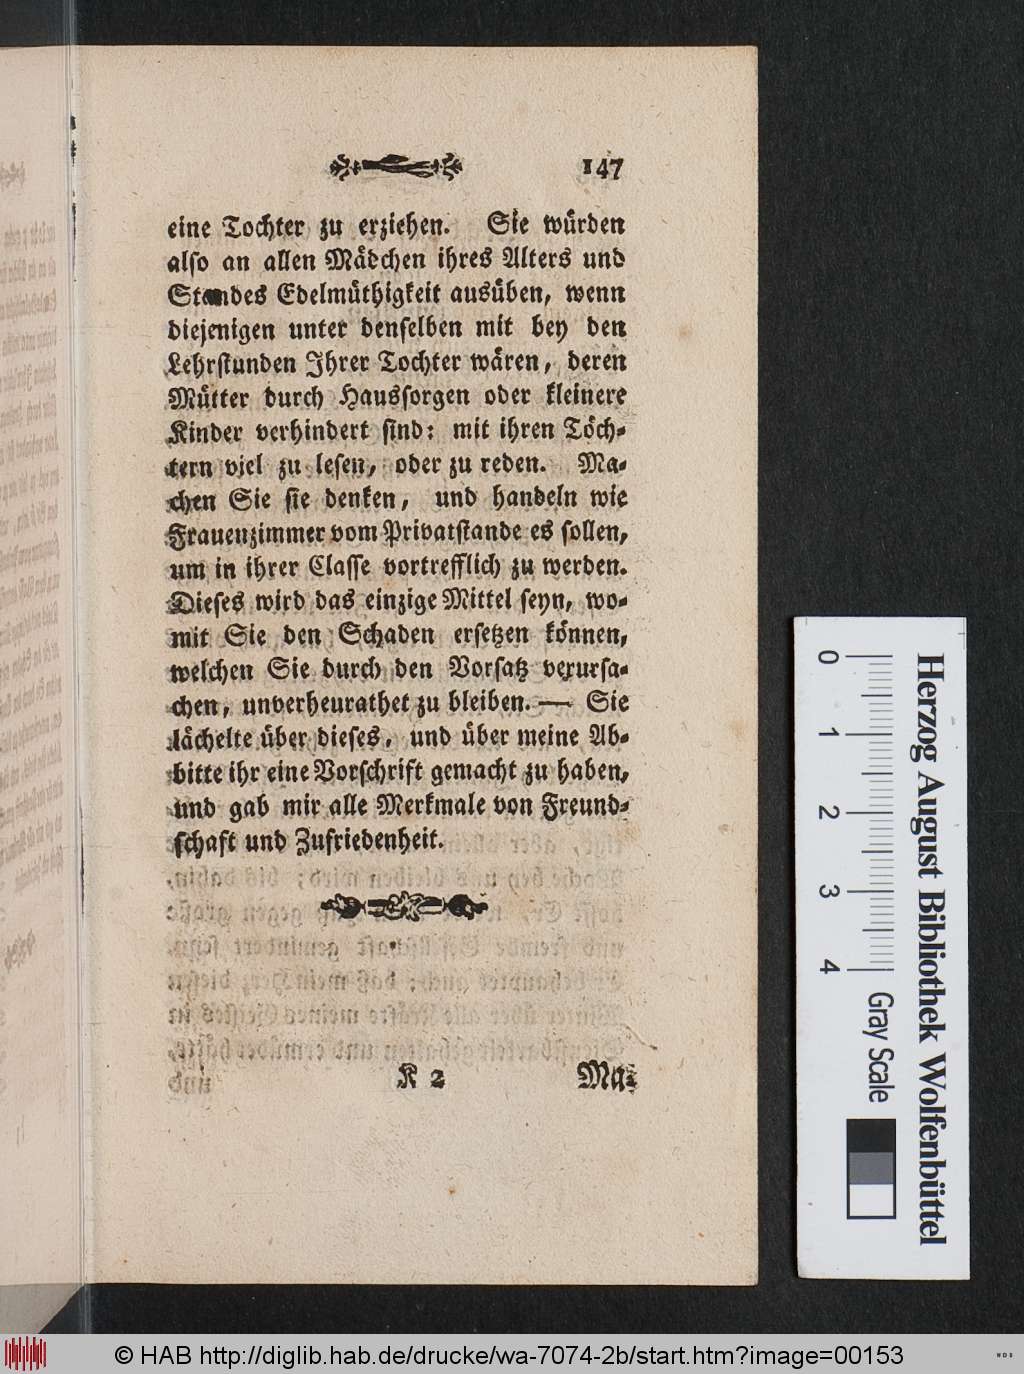 147
eine Tochter zu erziehen. Sie würden
also an allen Mädchen ihres Alters und
Standes Edelmüthigkeit ausüben, wenn
diejenigen unter denselben mit bey den
Lehrstunden Ihrer Tochter wären, deren
Mütter durch Haussorgen oder kleinere
Kinder verhindert sind: mit ihren Töch-
tern viel zu lesen, oder zu reden. Ma-
chen Sie sie denken, und handeln wie
Frauenzimmer vom Privatstande es sollen,
um in ihrer Classe vortrefflich zu werden.
Dieses wird das einzige Mittel seyn, wo-
mit Sie den Schaden ersetzen können,
welchen Sie durch den Vorsatz verursa-
chen, unverheurathet zu bleiben. — Sie
lächelte über dieses, und über meine Ab-
bitte ihr eine Vorschrift gemacht zu haben,
und gab mir alle Merkmale von Freund-
schaft und Zufriedenheit.
K 2 Ma-
Herzog August Bibliothek Wolfenbüttel
0 1 2 3 4 Gray Scale
© HAB http://diglib.hab.de/drucke/wa-7074-2b/start.htm?image=00153